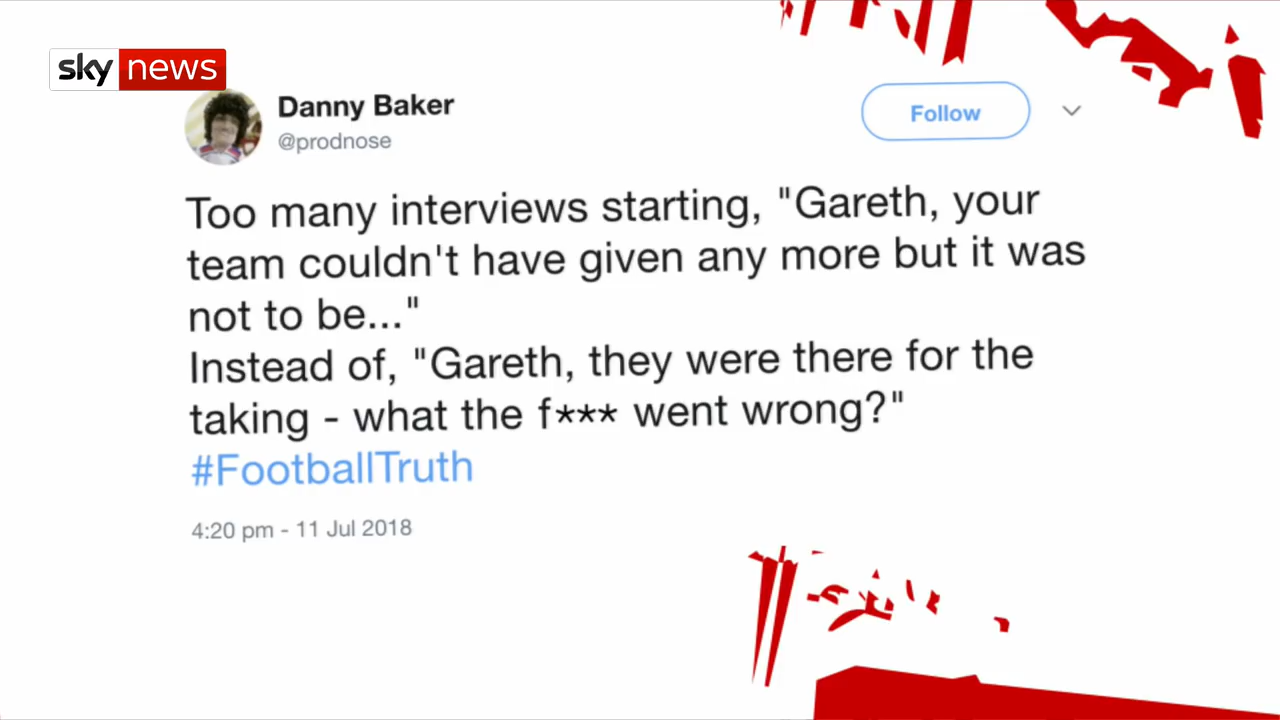 sky news
Danny Baker
@prodnose
Follow
Too many interviews starting, "Gareth, your
team couldn't have given any more but it was
not to be..."
Instead of, "Gareth, they were there for the
taking - what the f*** went wrong?"
#FootballTruth
4:20 pm - 11 Jul 2018